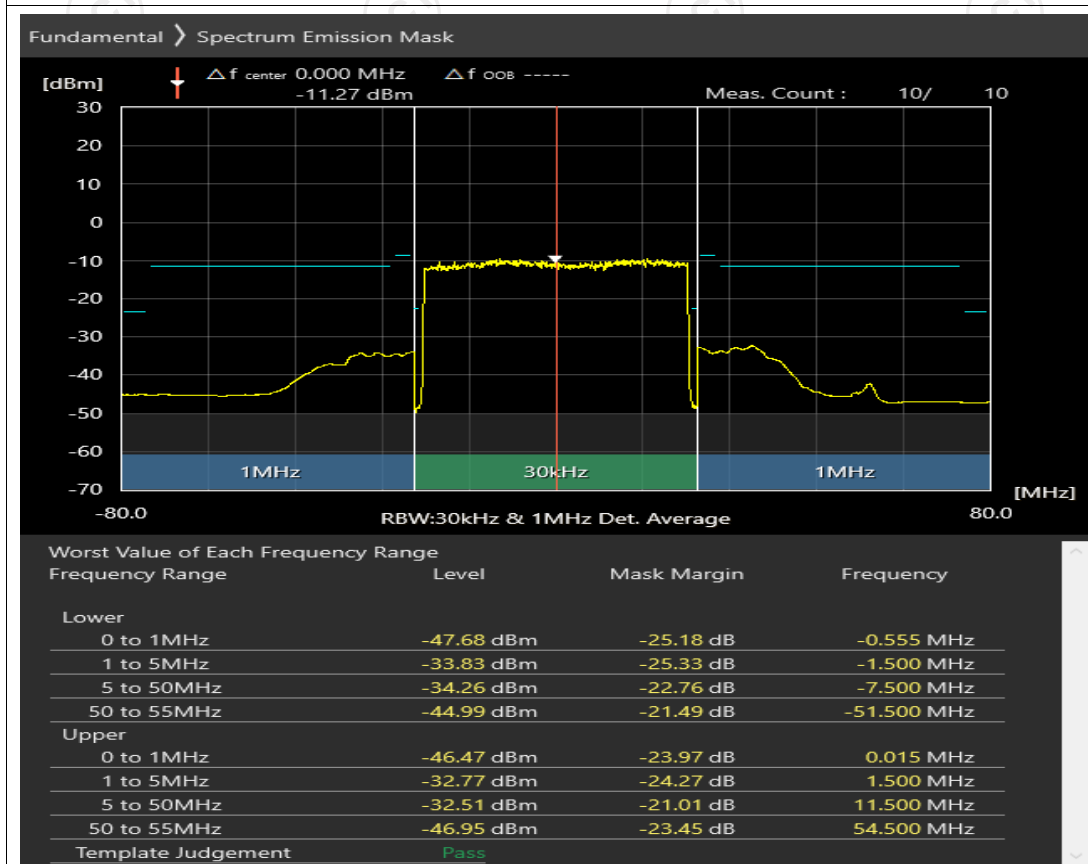 Fundamental ❯ Spectrum Emission Mask
[dBm] Δf center 0.000 MHz Δf OOB -----
-11.27 dBm Meas. Count : 10/ 10
30
20
10
0
-10
-20
-30
-40
-50
-60
1MHz 30kHz 1MHz
-70
[MHz]
-80.0 RBW:30kHz & 1MHz Det. Average 80.0
Worst Value of Each Frequency Range
Frequency Range Level Mask Margin Frequency
Lower
0 to 1MHz -47.68 dBm -25.18 dB -0.555 MHz
1 to 5MHz -33.83 dBm -25.33 dB -1.500 MHz
5 to 50MHz -34.26 dBm -22.76 dB -7.500 MHz
50 to 55MHz -44.99 dBm -21.49 dB -51.500 MHz
Upper
0 to 1MHz -46.47 dBm -23.97 dB 0.015 MHz
1 to 5MHz -32.77 dBm -24.27 dB 1.500 MHz
5 to 50MHz -32.51 dBm -21.01 dB 11.500 MHz
50 to 55MHz -46.95 dBm -23.45 dB 54.500 MHz
Template Judgement Pass